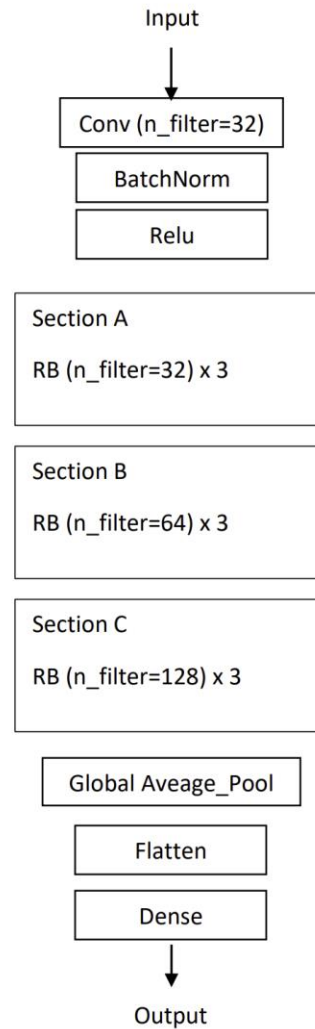 Input
Conv (n_filter=32)
BatchNorm
Relu
Section A
RB (n_filter=32) x 3
Section B
RB (n_filter=64) x 3
Section C
RB (n_filter=128) x 3
Global Aveage_Pool
Flatten
Dense
Output